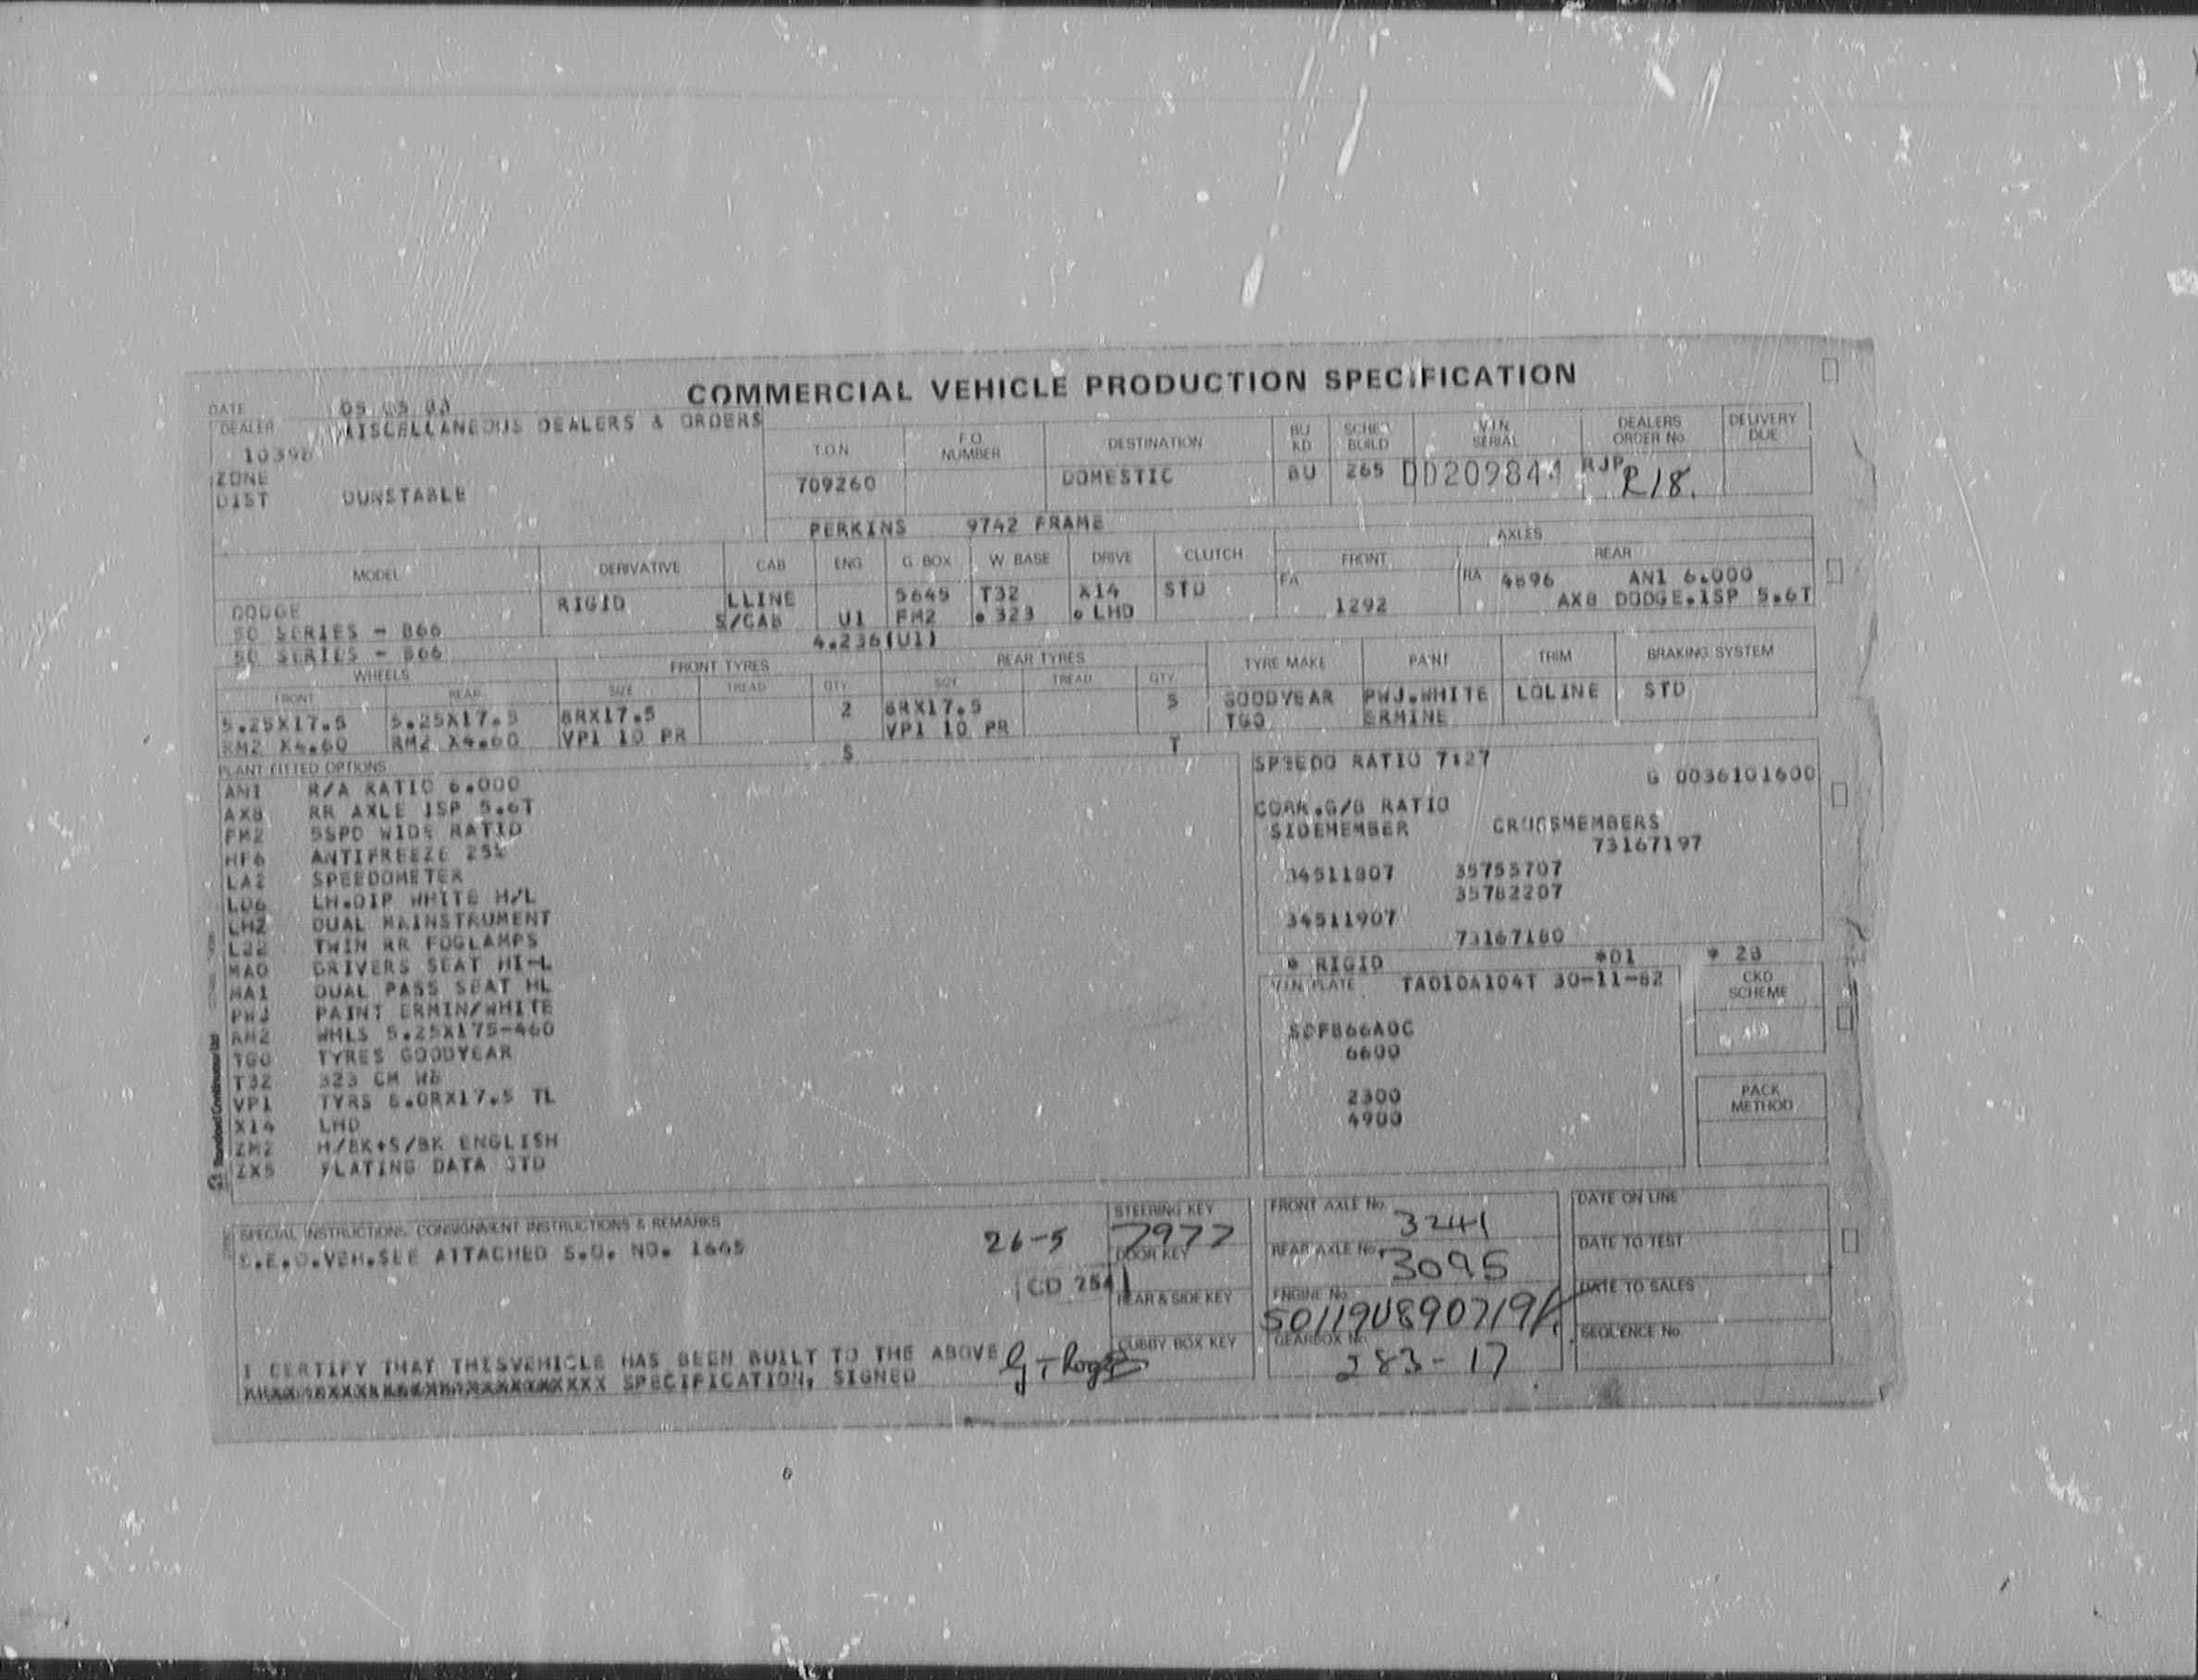 COMMERCIAL VEHICLE PRODUCTION SPECIFICATION
DATE
DEALER MISCELLANEOUS DEALERS & ORDERS
ZONE
DIST DUNSTABLE
T.O.N. F.O. NUMBER DESTINATION BU KD SCHED BUILD V.I.N. SERIAL DEALERS ORDER No DELIVERY DUE
709260 DOMESTIC BU 265 DD209844 RJP R18.
PERKINS 9742 FRAME
AXLES
MODEL DERIVATIVE CAB ENG G BOX W BASE DRIVE CLUTCH FRONT REAR
DODGE RIGID LLINE 5645 T32 X14 STD FA RA 4896 AN1 6.000
50 SERIES - B66 S/CAB U1 FM2 .323 .LHD 1292 AX8 DODGE.1SP 5.6T
50 SERIES - B66 4.236(U1)
WHEELS FRONT TYRES REAR TYRES TYRE MAKE PAINT TRIM BRAKING SYSTEM
FRONT REAR SIZE TREAD QTY SIZE TREAD QTY
5.25X17.5 5.25X17.5 8RX17.5 2 8RX17.5 5 GOODYEAR PWJ.WHITE LOLINE STD
RM2 X4.60 RM2 X4.60 VP1 10 PR VP1 10 PR TGO ERMINE
S T
PLANT FITTED OPTIONS
AN1 R/A RATIO 6.000
AX8 RR AXLE 1SP 5.6T
FM2 5SPD WIDE RATIO
HF6 ANTIFREEZE 25%
LA2 SPEEDOMETER
LD6 LH.DIP WHITE H/L
LH2 DUAL MAINSTRUMENT
L22 TWIN RR FOGLAMPS
MA0 DRIVERS SEAT HI-L
MA1 DUAL PASS SEAT HL
PWJ PAINT ERMIN/WHITE
RM2 WHLS 5.25X175-460
TGO TYRES GOODYEAR
T32 323 CM WB
VP1 TYRS 8.0RX17.5 TL
X14 LHD
ZM2 H/BK+S/BK ENGLISH
ZX5 PLATING DATA STD
SPEEDO RATIO 7:27
G 0036101600
CORR.G/B RATIO
SIDEMEMBER CROSSMEMBERS
73167197
34511807 35755707
35782207
34511907
73167180
* RIGID *01 * 28
V.I.N. PLATE TA010A104T 30-11-82
SDFB66A0C
6600
2300
4900
CKD SCHEME
PACK METHOD
Standard Continuous Ltd
SPECIAL INSTRUCTIONS, CONSIGNMENT INSTRUCTIONS & REMARKS
S.E.O.VEH.SEE ATTACHED S.O. NO. 1665
26-5
CD 2541
STEERING KEY
7977
DOOR KEY
REAR & SIDE KEY
CUBBY BOX KEY
FRONT AXLE No. 3241
REAR AXLE No. 3095
ENGINE No.
GEARBOX No.
283-17
DATE ON LINE
DATE TO TEST
DATE TO SALES
SEQUENCE No.
I CERTIFY THAT THISVEHICLE HAS BEEN BUILT TO THE ABOVE
SPECIFICATION, SIGNED